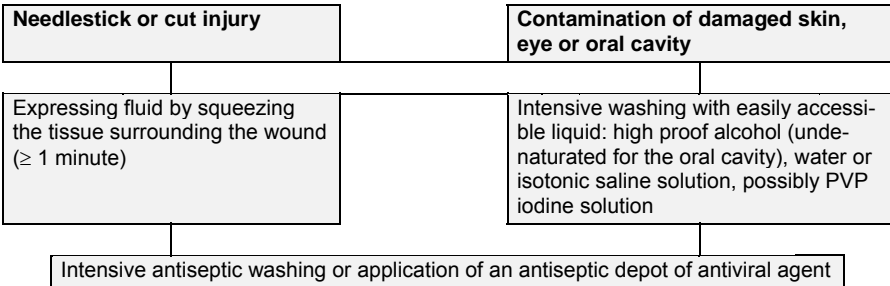 Needlestick or cut injury
Contamination of damaged skin,
eye or oral cavity
Expressing fluid by squeezing
the tissue surrounding the wound
(≥ 1 minute)
Intensive washing with easily accessi-
ble liquid: high proof alcohol (unde-
naturated for the oral cavity), water or
isotonic saline solution, possibly PVP
iodine solution
Intensive antiseptic washing or application of an antiseptic depot of antiviral agent